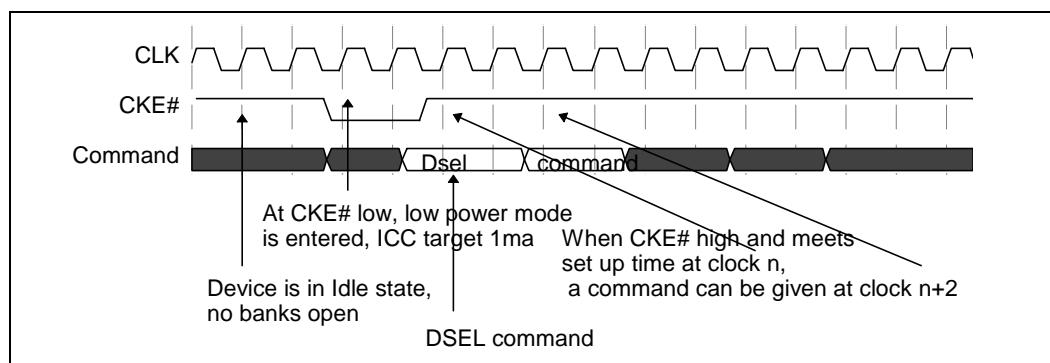 CLK
CKE#
Command
Dsel
command
At CKE# low, low power mode
is entered, ICC target 1ma
When CKE# high and meets
set up time at clock n,
a command can be given at clock n+2
Device is in Idle state,
no banks open
DSEL command